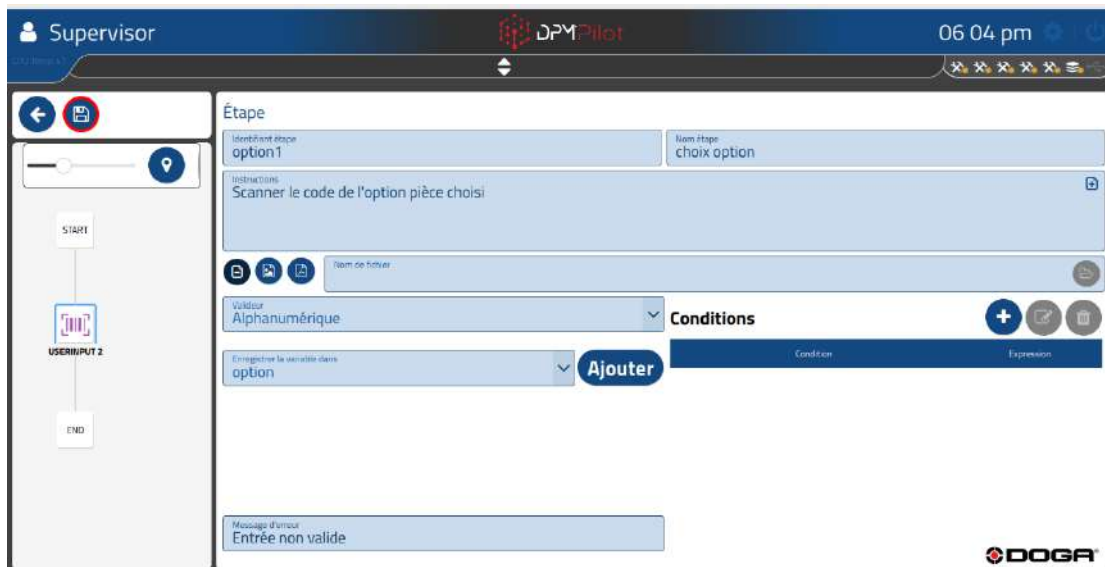 Supervisor
DPMPilot
06 04 pm
Étape
Identifiant étape
option1
Nom étape
choix option
Instructions
Scanner le code de l'option pièce choisi
START
Nom de fichier
Valideur
Alphanumérique
Conditions
USERINPUT 2
Condition
Expression
Enregistrer la variable dans
option
Ajouter
END
Message d'erreur
Entrée non valide
DOGA